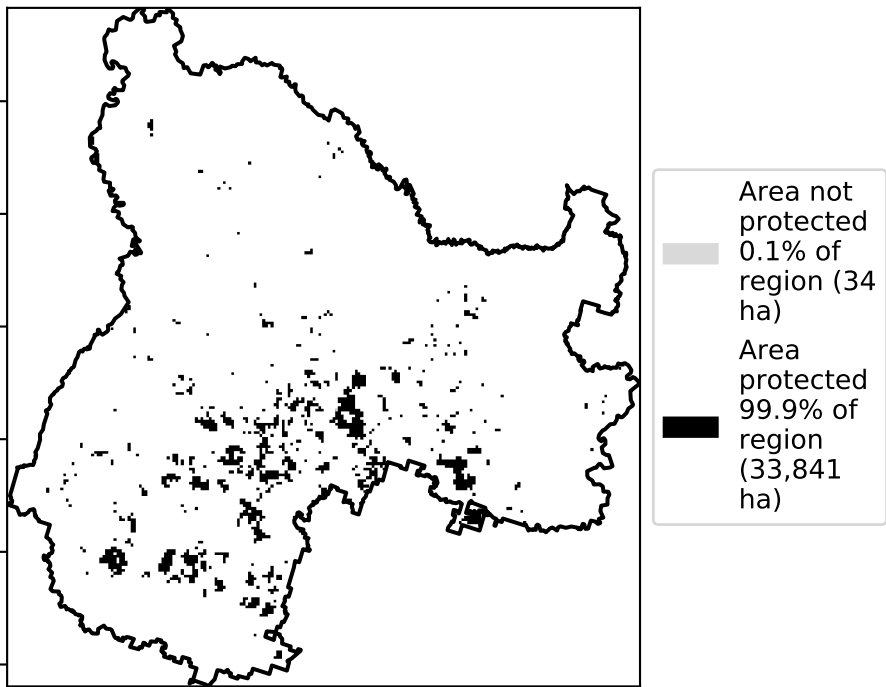 Area not
protected
0.1% of
region (34
ha)
Area
protected
99.9% of
region
(33,841
ha)